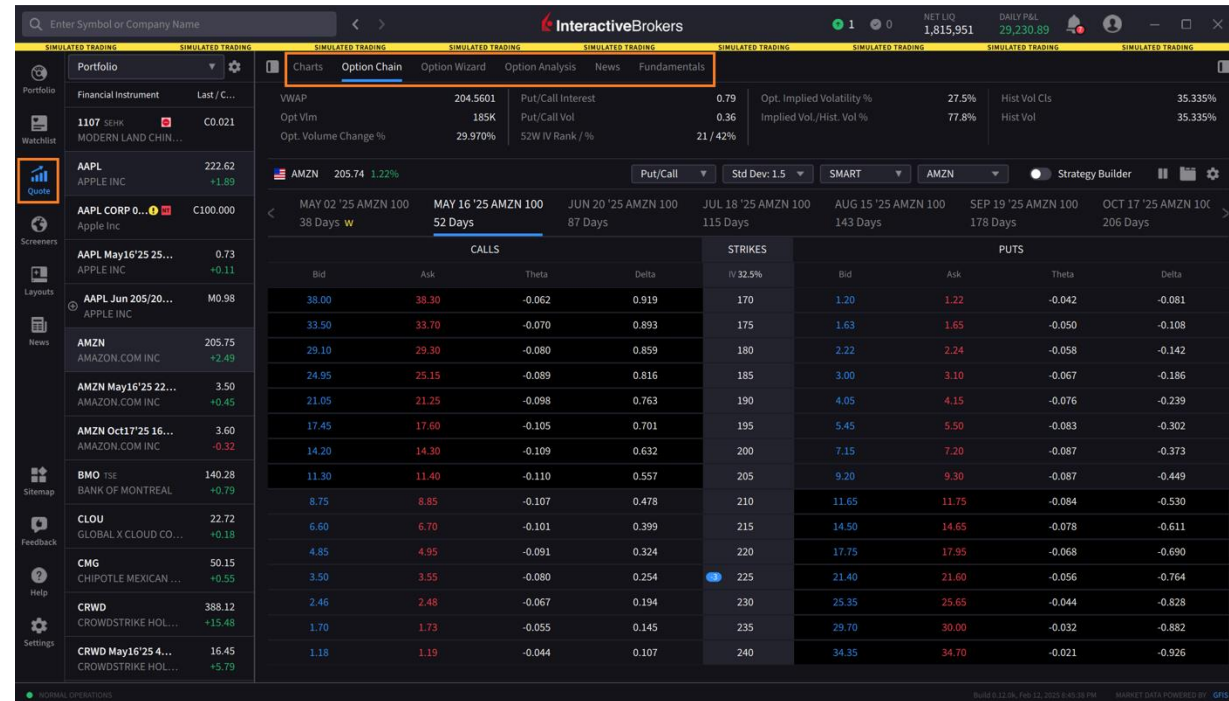 Enter Symbol or Company Name
InteractiveBrokers
1
0
NET LIQ
1,815,951
DAILY P&L
29,230.89
SIMULATED TRADING SIMULATED TRADING SIMULATED TRADING SIMULATED TRADING SIMULATED TRADING SIMULATED TRADING SIMULATED TRADING SIMULATED TRADING SIMULATED TRADING
Portfolio
Watchlist
Quote
Screeners
Layouts
News
Sitemap
Feedback
Help
Settings
Portfolio
Financial Instrument Last / C...
1107 SEHK C0.021
MODERN LAND CHIN...
AAPL 222.62
APPLE INC +1.89
AAPL CORP 0... C100.000
Apple Inc
AAPL May16'25 25... 0.73
APPLE INC +0.11
AAPL Jun 205/20... M0.98
APPLE INC
AMZN 205.75
AMAZON.COM INC +2.49
AMZN May16'25 22... 3.50
AMAZON.COM INC +0.45
AMZN Oct17'25 16... 3.60
AMAZON.COM INC -0.32
BMO TSE 140.28
BANK OF MONTREAL +0.79
CLOU 22.72
GLOBAL X CLOUD CO... +0.18
CMG 50.15
CHIPOTLE MEXICAN ... +0.55
CRWD 388.12
CROWDSTRIKE HOL... +15.48
CRWD May16'25 4... 16.45
CROWDSTRIKE HOL... +5.79
Charts Option Chain Option Wizard Option Analysis News Fundamentals
VWAP 204.5601 Put/Call Interest 0.79 Opt. Implied Volatility % 27.5% Hist Vol Cls 35.335%
Opt Vlm 185K Put/Call Vol 0.36 Implied Vol./Hist. Vol % 77.8% Hist Vol 35.335%
Opt. Volume Change % 29.970% 52W IV Rank / % 21 / 42%
AMZN 205.74 1.22% Put/Call Std Dev: 1.5 SMART AMZN Strategy Builder
MAY 02 '25 AMZN 100 MAY 16 '25 AMZN 100 JUN 20 '25 AMZN 100 JUL 18 '25 AMZN 100 AUG 15 '25 AMZN 100 SEP 19 '25 AMZN 100 OCT 17 '25 AMZN 10
38 Days W 52 Days 87 Days 115 Days 143 Days 178 Days 206 Days
CALLS STRIKES PUTS
Bid Ask Theta Delta IV 32.5% Bid Ask Theta Delta
38.00 38.30 -0.062 0.919 170 1.20 1.22 -0.042 -0.081
33.50 33.70 -0.070 0.893 175 1.63 1.65 -0.050 -0.108
29.10 29.30 -0.080 0.859 180 2.22 2.24 -0.058 -0.142
24.95 25.15 -0.089 0.816 185 3.00 3.10 -0.067 -0.186
21.05 21.25 -0.098 0.763 190 4.05 4.15 -0.076 -0.239
17.45 17.60 -0.105 0.701 195 5.45 5.50 -0.083 -0.302
14.20 14.30 -0.109 0.632 200 7.15 7.20 -0.087 -0.373
11.30 11.40 -0.110 0.557 205 9.20 9.30 -0.087 -0.449
8.75 8.85 -0.107 0.478 210 11.65 11.75 -0.084 -0.530
6.60 6.70 -0.101 0.399 215 14.50 14.65 -0.078 -0.611
4.85 4.95 -0.091 0.324 220 17.75 17.95 -0.068 -0.690
3.50 3.55 -0.080 0.254 -3 225 21.40 21.60 -0.056 -0.764
2.46 2.48 -0.067 0.194 230 25.35 25.65 -0.044 -0.828
1.70 1.73 -0.055 0.145 235 29.70 30.00 -0.032 -0.882
1.18 1.19 -0.044 0.107 240 34.35 34.70 -0.021 -0.926
NORMAL OPERATIONS
MARKET DATA POWERED BY GFIS